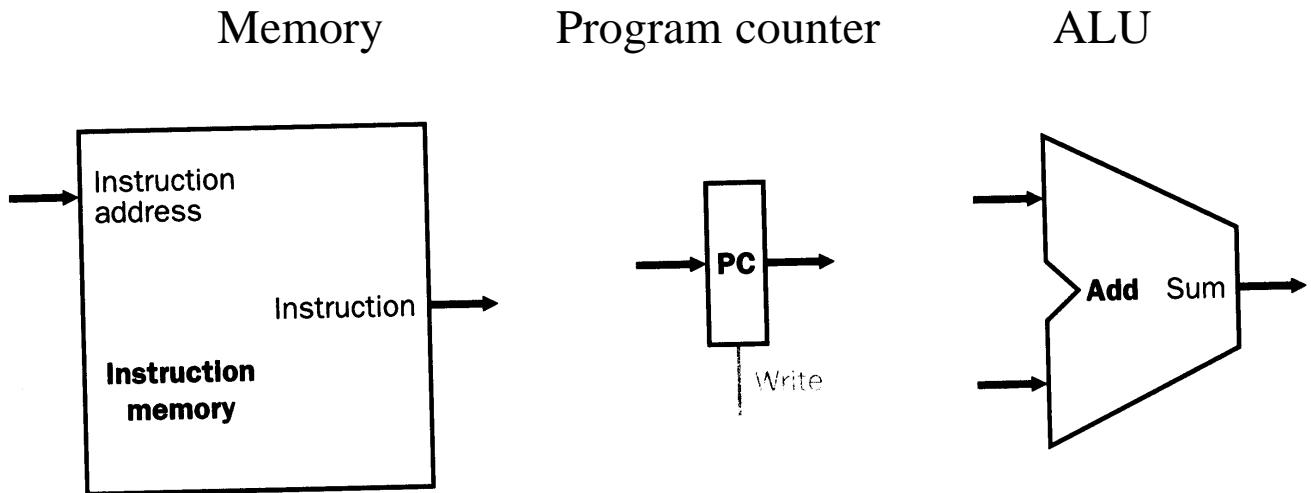 Memory
Program counter
ALU
Instruction
address
Instruction
Instruction
memory
PC
Write
Add
Sum